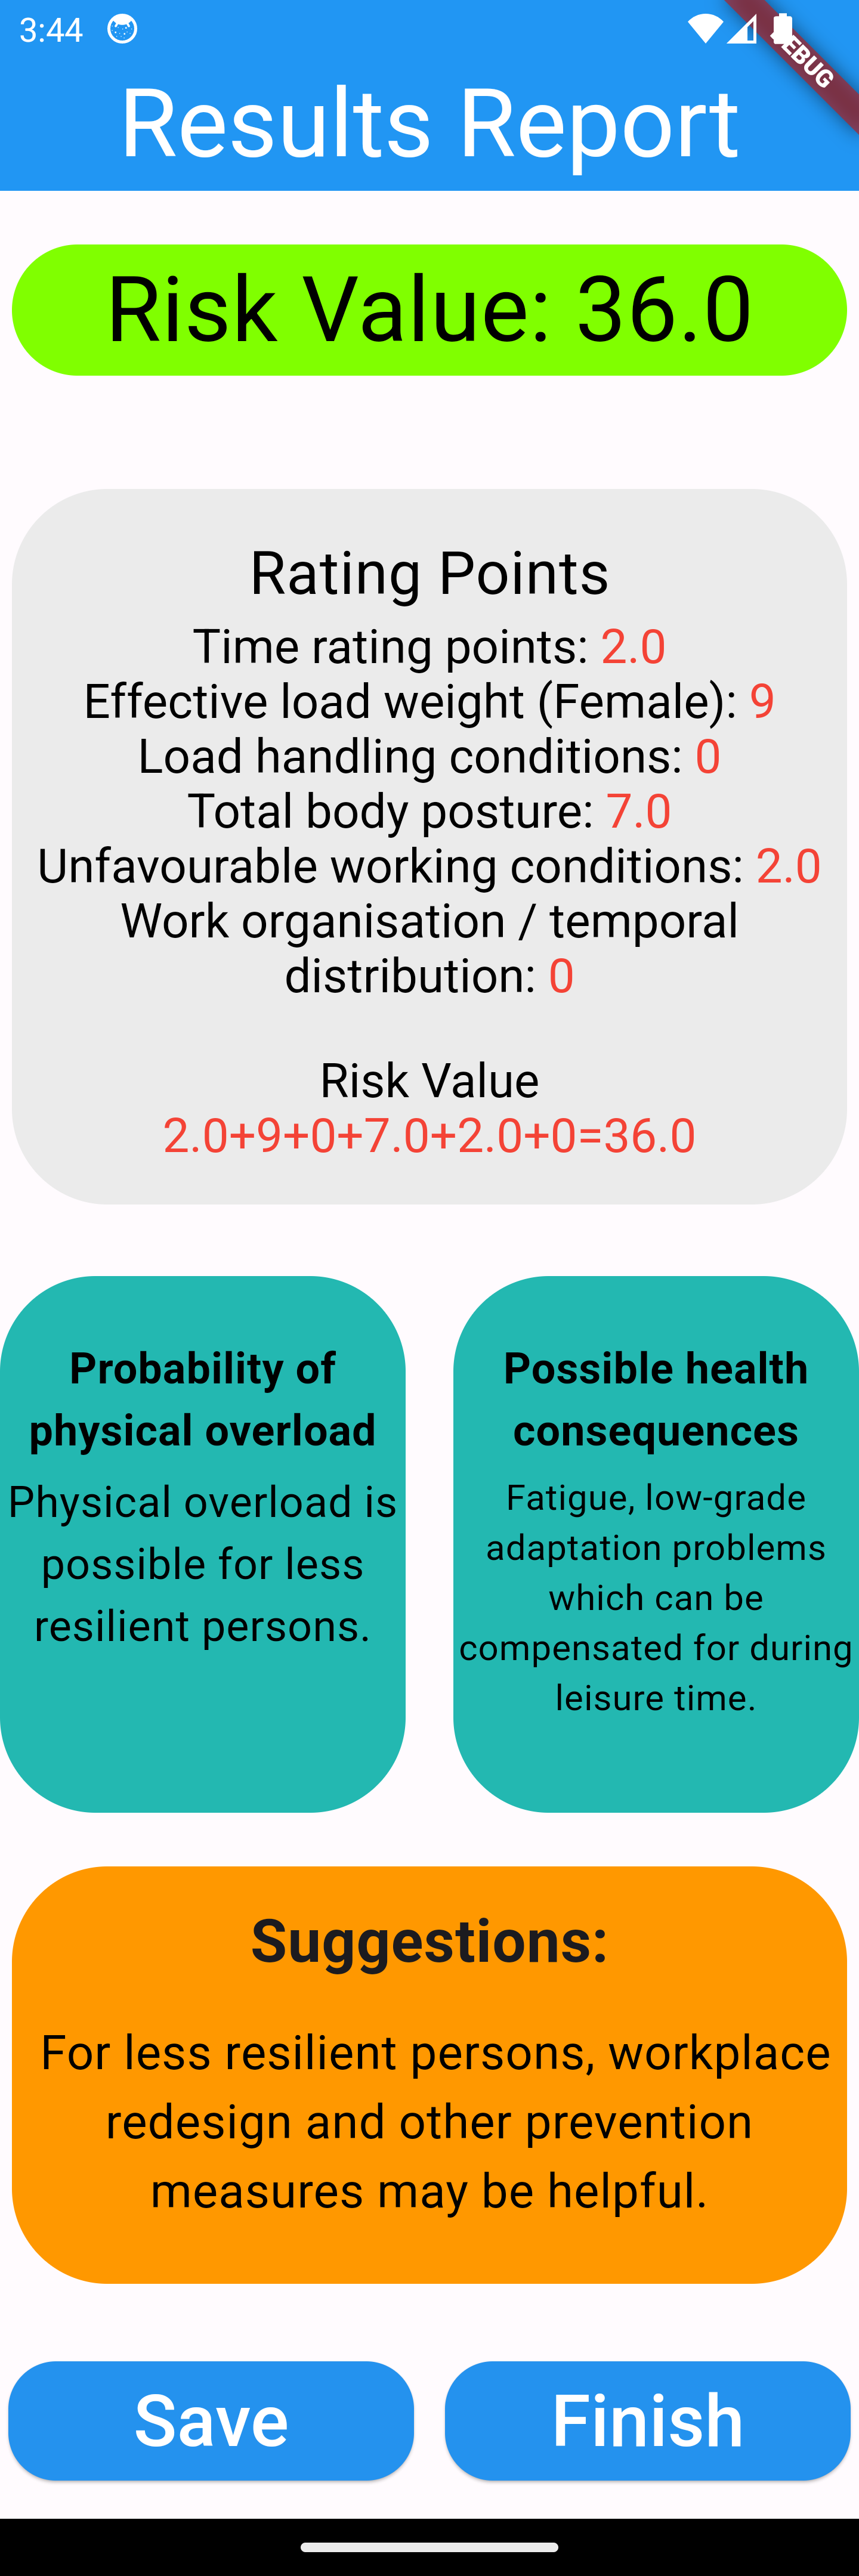 3:44
DEBUG
Results Report
Risk Value: 36.0
Rating Points
Time rating points: 2.0
Effective load weight (Female): 9
Load handling conditions: 0
Total body posture: 7.0
Unfavourable working conditions: 2.0
Work organisation / temporal
distribution: 0
Risk Value
2.0+9+0+7.0+2.0+0=36.0
Probability of
physical overload
Physical overload is
possible for less
resilient persons.
Possible health
consequences
Fatigue, low-grade
adaptation problems
which can be
compensated for during
leisure time.
Suggestions:
For less resilient persons, workplace
redesign and other prevention
measures may be helpful.
Save
Finish